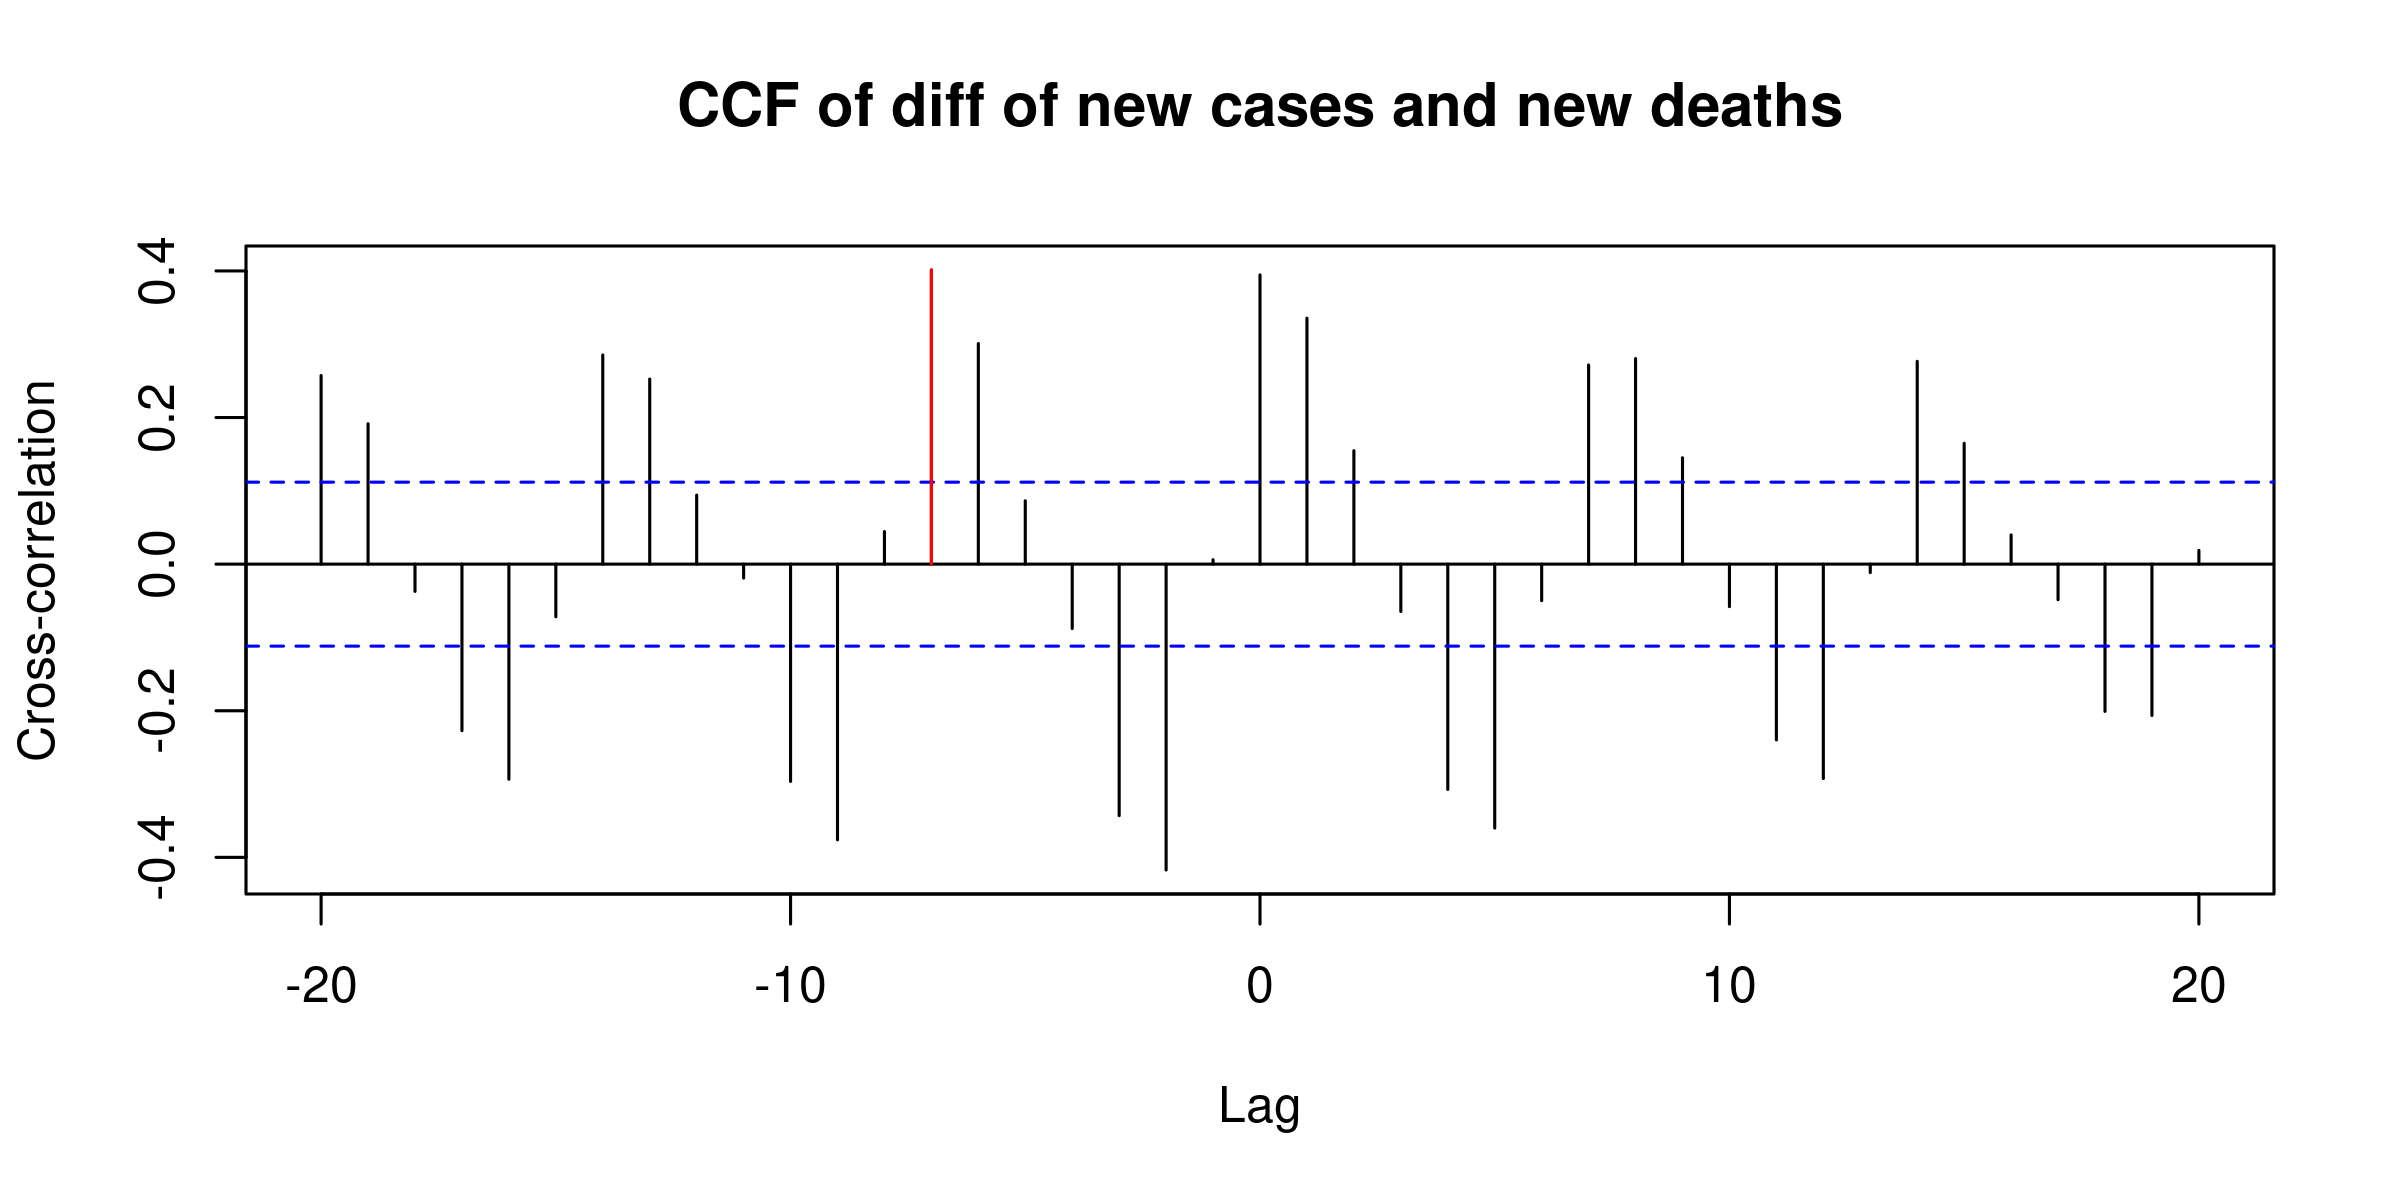 CCF of diff of new cases and new deaths
Cross-correlation
0.4
0.2
0.0
-0.2
-0.4
-20 -10 0 10 20
Lag